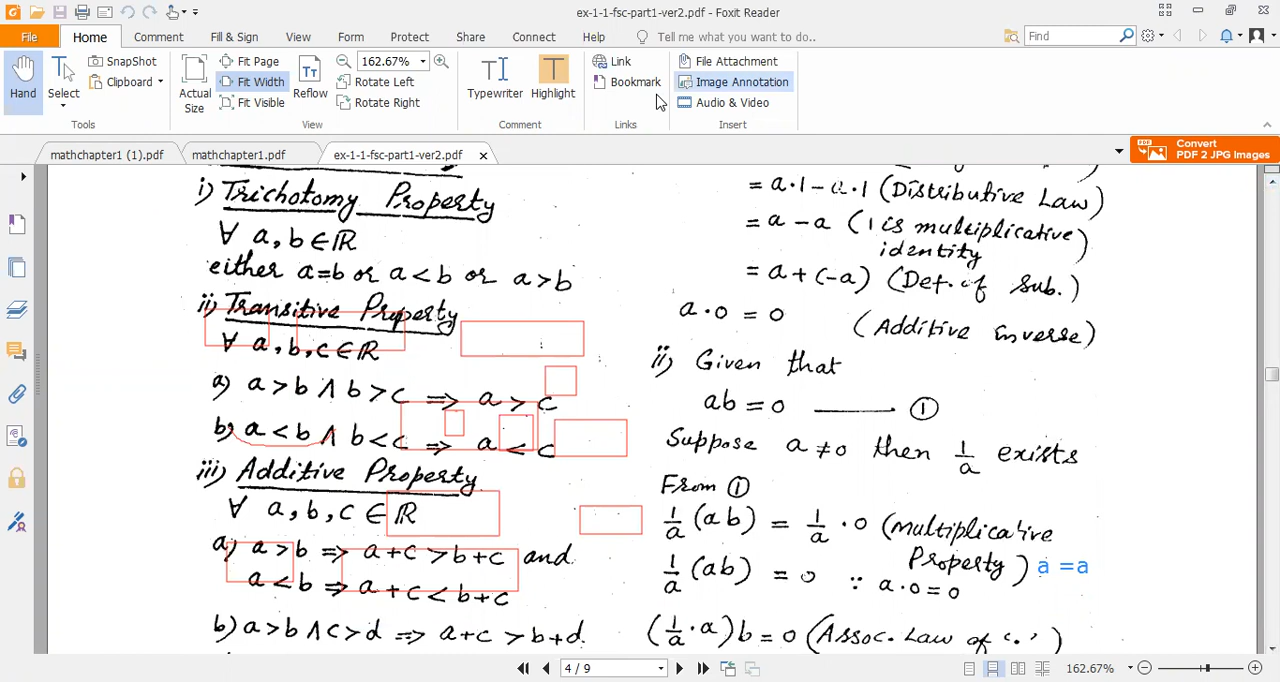 ex-1-1-fsc-part1-ver2.pdf - Foxit Reader
File Home Comment Fill & Sign View Form Protect Share Connect Help Tell me what you want to do.. Find
Hand
Select
SnapShot
Clipboard
Tools
Actual Size
Fit Page
Fit Width
Fit Visible
Reflow
162.67%
Rotate Left
Rotate Right
View
Typewriter
Highlight
Comment
Link
Bookmark
Links
File Attachment
Image Annotation
Audio & Video
Insert
mathchapter1 (1).pdf mathchapter1.pdf ex-1-1-fsc-part1-ver2.pdf
Convert
PDF 2 JPG Images
i) Trichotomy Property
∀ a, b ∈ ℝ
either a=b or a<b or a>b
ii) Transitive Property
∀ a, b, c ∈ ℝ
a) a>b ∧ b>c ⇒ a>c
b) a<b ∧ b<c ⇒ a<c
iii) Additive Property
∀ a, b, c ∈ ℝ
a) a>b ⇒ a+c>b+c and
a<b ⇒ a+c<b+c
b) a>b ∧ c>d ⇒ a+c>b+d.
= a·1 - a·1 (Distributive Law)
= a - a (1 is multiplicative
identity)
= a + (-a) (Def. of Sub.)
a·0 = 0 (Additive inverse)
ii) Given that
ab = 0 ——— ①
Suppose a ≠ 0 then 1/a exists
From ①
1/a (ab) = 1/a · 0 (multiplicative
Property) a =a
1/a (ab) = 0 ∵ a·0 = 0
(1/a · a) b = 0 (Assoc. Law of '·')
4 / 9
162.67%